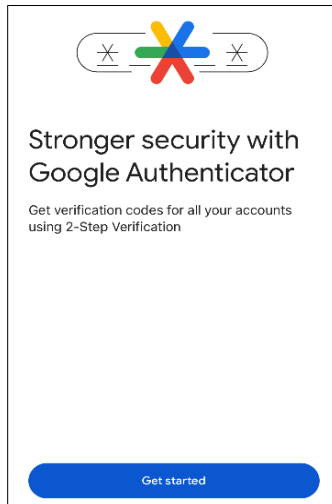 Stronger security with
Google Authenticator
Get verification codes for all your accounts
using 2-Step Verification
Get started